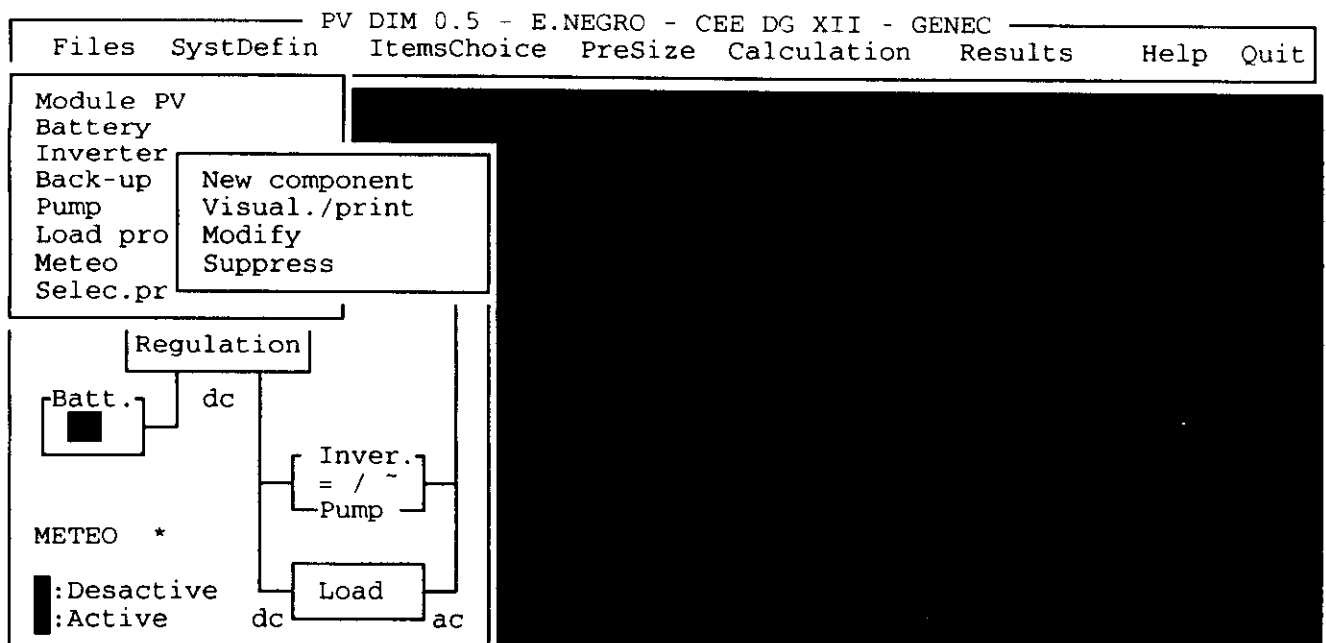 PV DIM 0.5 - E.NEGRO - CEE DG XII - GENEC
Files SystDefin ItemsChoice PreSize Calculation Results Help Quit
Module PV
Battery
Inverter
Back-up
Pump
Load pro
Meteo
Selec.pr
New component
Visual./print
Modify
Suppress
Regulation
Batt.
dc
Inver.
= / ~
Pump
METEO *
:Desactive
:Active
Load
dc
ac